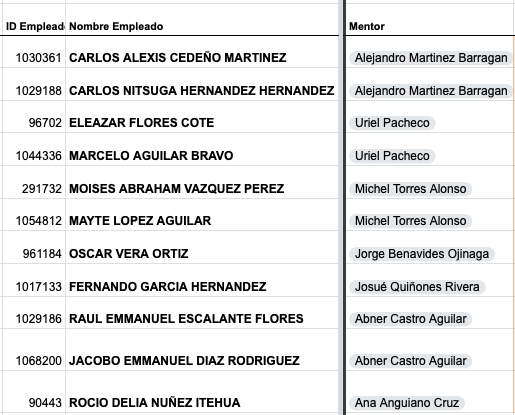 ID Emplead Nombre Empleado Mentor
1030361 CARLOS ALEXIS CEDEÑO MARTINEZ Alejandro Martinez Barragan
1029188 CARLOS NITSUGA HERNANDEZ HERNANDEZ Alejandro Martinez Barragan
96702 ELEAZAR FLORES COTE Uriel Pacheco
1044336 MARCELO AGUILAR BRAVO Uriel Pacheco
291732 MOISES ABRAHAM VAZQUEZ PEREZ Michel Torres Alonso
1054812 MAYTE LOPEZ AGUILAR Michel Torres Alonso
961184 OSCAR VERA ORTIZ Jorge Benavides Ojinaga
1017133 FERNANDO GARCIA HERNANDEZ Josué Quiñones Rivera
1029186 RAUL EMMANUEL ESCALANTE FLORES Abner Castro Aguilar
1068200 JACOBO EMMANUEL DIAZ RODRIGUEZ Abner Castro Aguilar
90443 ROCIO DELIA NUÑEZ ITEHUA Ana Anguiano Cruz